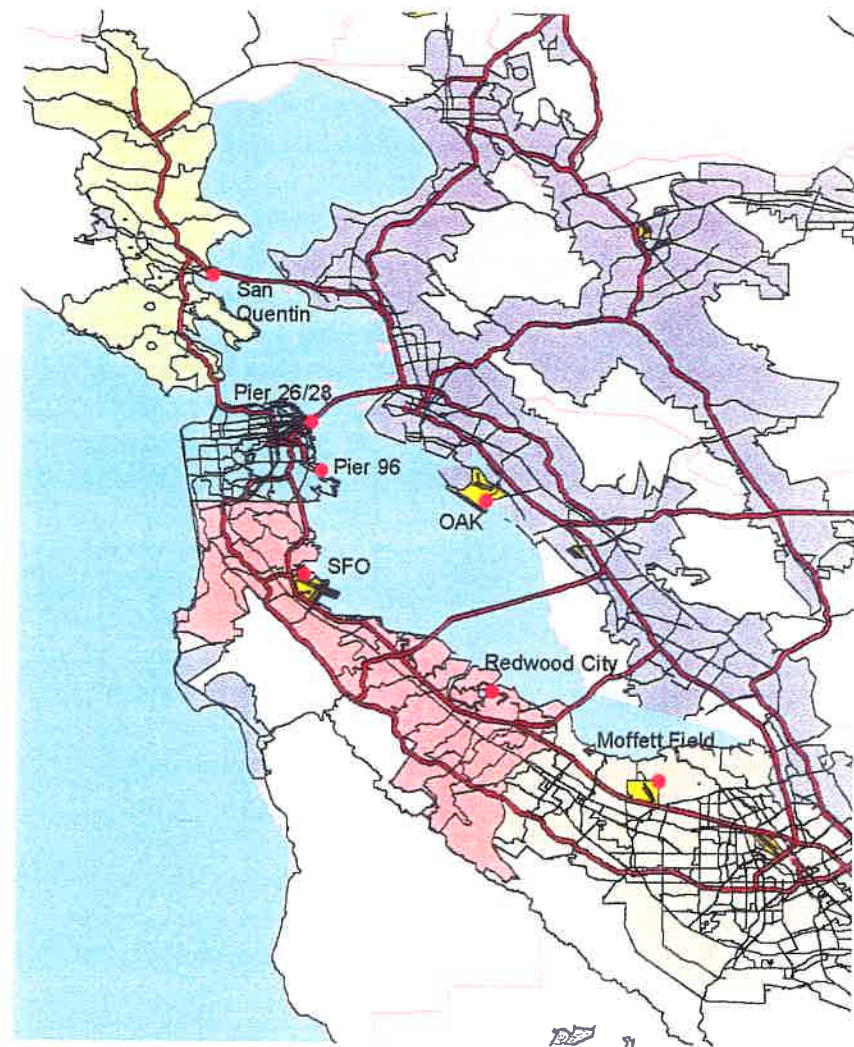 San
Quentin
Pier 26/28
Pier 96
OAK
SFO
Redwood City
Moffett Field